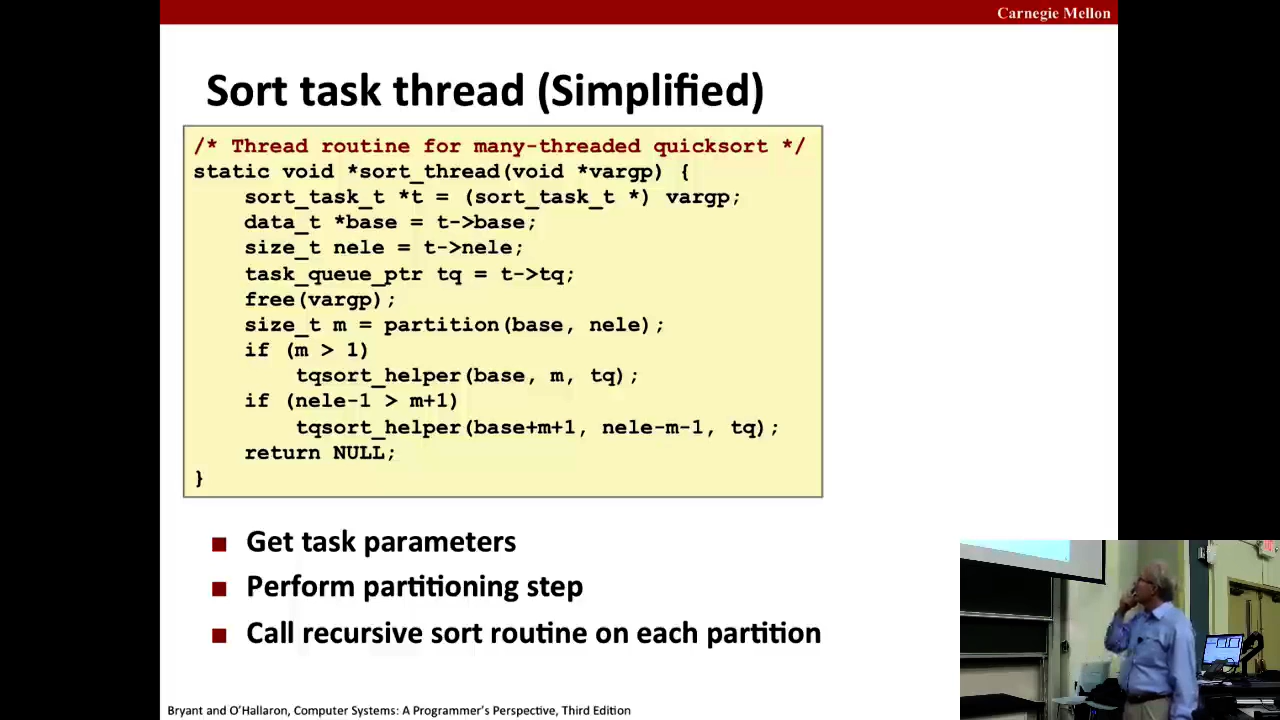 Carnegie Mellon
Sort task thread (Simplified)
/* Thread routine for many-threaded quicksort */
static void *sort_thread(void *vargp) {
    sort_task_t *t = (sort_task_t *) vargp;
    data_t *base = t->base;
    size_t nele = t->nele;
    task_queue_ptr tq = t->tq;
    free(vargp);
    size_t m = partition(base, nele);
    if (m > 1)
        tqsort_helper(base, m, tq);
    if (nele-1 > m+1)
        tqsort_helper(base+m+1, nele-m-1, tq);
    return NULL;
}
■ Get task parameters
■ Perform partitioning step
■ Call recursive sort routine on each partition
Bryant and O'Hallaron, Computer Systems: A Programmer's Perspective, Third Edition